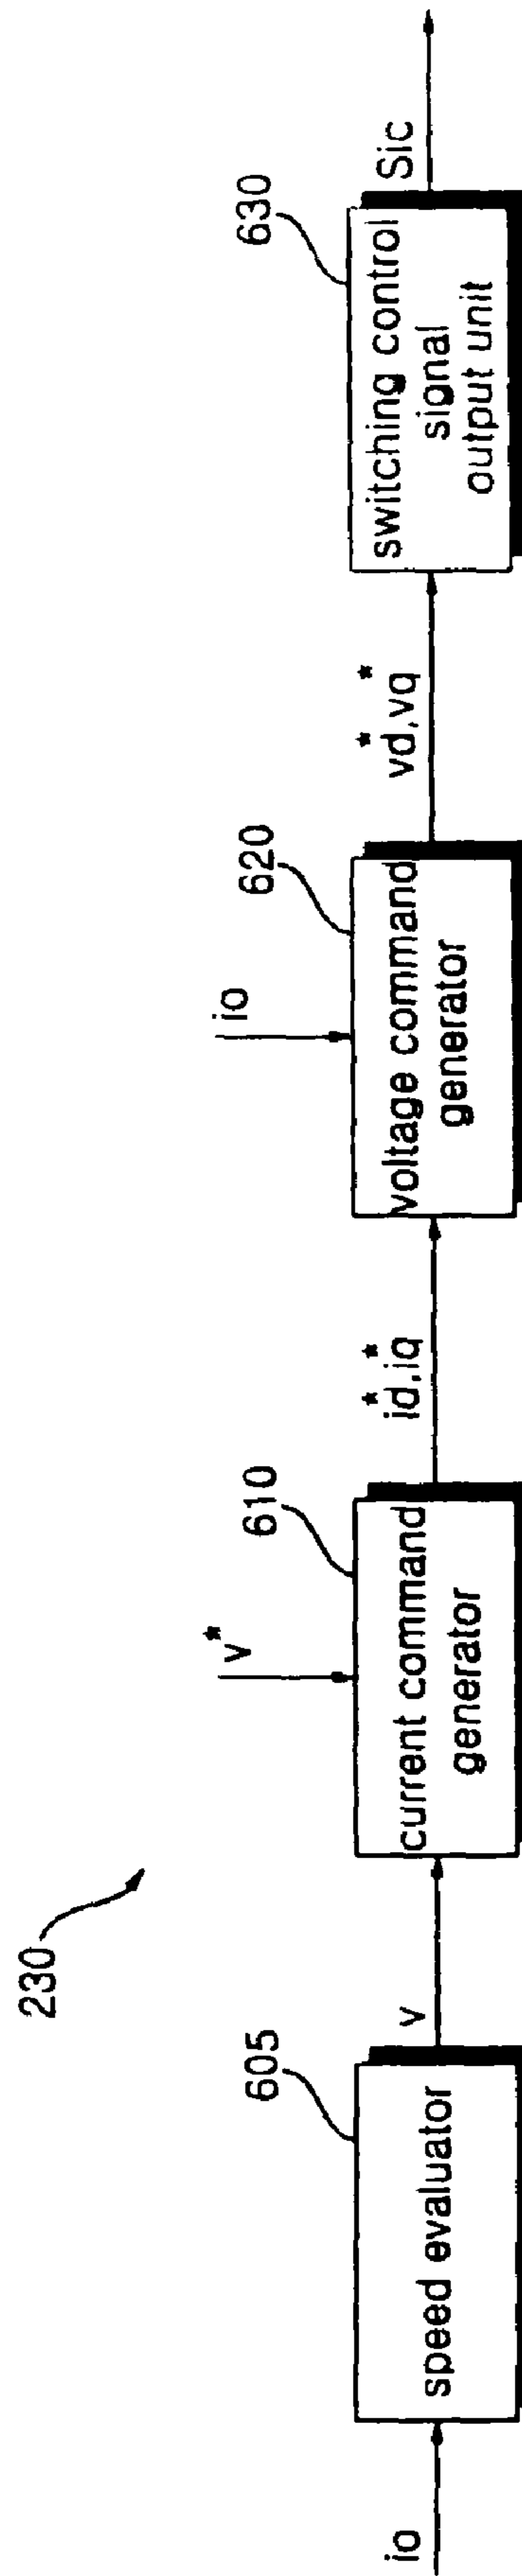 230
io
605
speed evaluator
v
v*
610
current command
generator
id*,iq*
io
620
voltage command
generator
vd*,vq*
630
switching control
signal
output unit
Sic